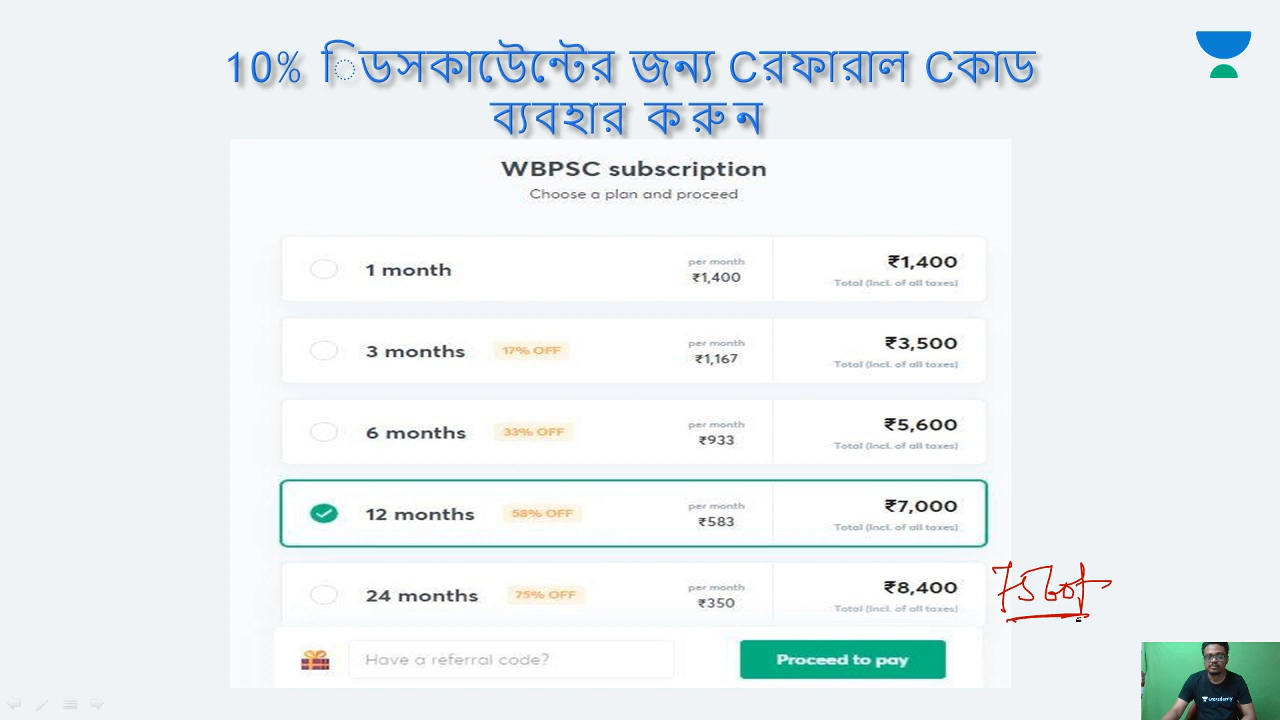 10% িডসকাউেন্টের জন্য Cরফারাল Cকাড
ব্যবহার করুন
WBPSC subscription
Choose a plan and proceed
1 month
per month
₹1,400
₹1,400
Total (Incl. of all taxes)
3 months 17% OFF
per month
₹1,167
₹3,500
Total (Incl. of all taxes)
6 months 33% OFF
per month
₹933
₹5,600
Total (Incl. of all taxes)
12 months 58% OFF
per month
₹583
₹7,000
Total (Incl. of all taxes)
24 months 75% OFF
per month
₹350
₹8,400
Total (Incl. of all taxes)
7560/-
Have a referral code?
Proceed to pay
unacademy